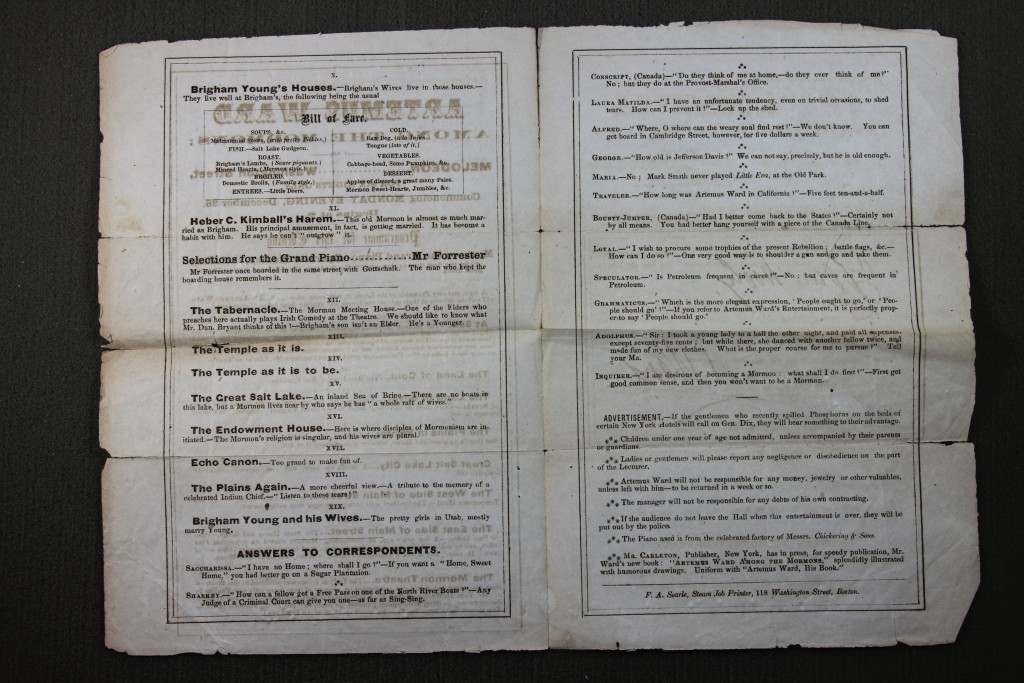 X.
Brigham Young's Houses.—Brigham's Wives live in these houses.—
They live well at Brigham's, the following being the usual
Bill of Fare.
SOUPS, &c.
FISH.—Salt Lake Gudgeon.
ROAST.
Brigham's Lambs, (Sauce piquante.)
Minced Hearts, (Mormon style.)
BROILED.
Domestic Broils, (Family style.)
ENTREES.—Little Deers.
COLD.
Raw Dog,
Tongue (lots of it.)
VEGETABLES.
Cabbage-head, Some Pumpkins, &c.
DESSERT.
Apples of discord, a great many Pairs.
Mormon Sweet-Hearts, Jumbles, &c.
XI.
Heber C. Kimball's Harem.—This old Mormon is almost as much mar-
ried as Brigham. His principal amusement, in fact, is getting married. It has become a
habit with him. He says he can't "outgrow" it.
Selections for the Grand Piano..............Mr Forrester
Mr Forrester once boarded in the same street with Gottschalk. The man who kept the
boarding house remembers it.
XII.
The Tabernacle.—The Morman Meeting House.—One of the Elders who
preaches here actually plays Irish Comedy at the Theatre. We should like to know what
Mr. Dan. Bryant thinks of this!—Brigham's son isn't an Elder. He's a Younger.
XIII.
The Temple as it is.
XIV.
The Temple as it is to be.
XV.
The Great Salt Lake.—An inland Sea of Brine.—There are no boats in
this lake, but a Mormon lives near by who says he has "a whole raft of wives."
XVI.
The Endowment House.—Here is where disciples of Mormonism are in-
itiated.—The Mormon's religion is singular, and his wives are plural.
XVII.
Echo Canon.—Too grand to make fun of.
XVIII.
The Plains Again.—A more cheerful view.—A tribute to the memory of a
celebrated Indian Chief.—"Listen to these tears!"
XIX.
Brigham Young and his Wives.—The pretty girls in Utah, mostly
marry Young.
ANSWERS TO CORRESPONDENTS.
SACCHARISSA.—"I have no Home; where shall I go?"—If you want a "Home, Sweet
Home," you had better go on a Sugar Plantation.
SHARKEY.—"How can a fellow get a Free Pass on one of the North River Boats?"—Any
Judge of a Criminal Court can give you one—as far as Sing-Sing.
CONSCRIPT, (Canada)—"Do they think of me at home,—do they ever think of me?"
No; but they do at the Provost-Marshal's Office.
LAURA MATILDA.—"I have an unfortunate tendency, even on trivial occasions, to shed
tears. How can I prevent it?"—Lock up the shed.
ALFRED.—"Where, O where can the weary soul find rest?"—We don't know. You can
get board in Cambridge Street, however, for five dollars a week.
GEORGE.—"How old is Jefferson Davis?" We can not say, precisely, but he is old enough.
MARIA.—No; Mark Smith never played Little Eva, at the Old Park.
TRAVELER.—"How long was Artemus Ward in California?"—Five feet ten-and-a-half.
BOUNTY-JUMPER, (Canada)—"Had I better come back to the States?"—Certainly not
by all means. You had better hang yourself with a piece of the Canada Line.
LOYAL.—"I wish to procure some trophies of the present Rebellion; battle flags, &c.—
How can I do so?"—One very good way is to shoulder a gun and go and take them.
SPECULATOR.—"Is Petroleum frequent in caves?"—No; but caves are frequent in
Petroleum.
GRAMMATICUS.—"Which is the more elegant expression, 'People ought to go,' or 'Peo-
ple should go'?"—If you refer to Artemus Ward's Entertainment, it is perfectly prop-
er to say 'People should go.'
ADOLPHUS.—"Sir: I took a young lady to a ball the other night, and paid all expenses,
except seventy-five cents; but while there, she danced with another fellow twice, and
made fun of my new clothes. What is the proper course for me to pursue?" Tell
your Ma.
INQUIRER.—"I am desirous of becoming a Mormon: what shall I do first?"—First get
good common sense, and then you won't want to be a Mormon.
ADVERTISEMENT.—If the gentlemen who recently spilled Phosphorus on the beds of
certain New York Hotels will call on Gen. Dix, they will hear something to their advantage.
⁂ Children under one year of age not admitted, unless accompanied by their parents
or guardians.
⁂ Ladies or gentlemen will please report any negligence or disobedience on the part
of the Lecturer.
⁂ Artemus Ward will not be responsible for any money, jewelry or other valuables,
unless left with him—to be returned in a week or so.
⁂ The manager will not be responsible for any debts of his own contracting.
⁂ If the audience do not leave the Hall when this entertainment is over, they will be
put out by the police.
⁂ The Piano used is from the celebrated factory of Messrs. Chickering & Sons.
⁂ MR. CARLETON, Publisher, New York, has in press, for speedy publication, Mr.
Ward's new book: "ARTEMUS WARD AMONG THE MORMONS," splendidly illustrated
with humorous drawings. Uniform with "Artemus Ward, His Book."
F. A. Searle, Steam Job Printer, 118 Washington Street, Boston.